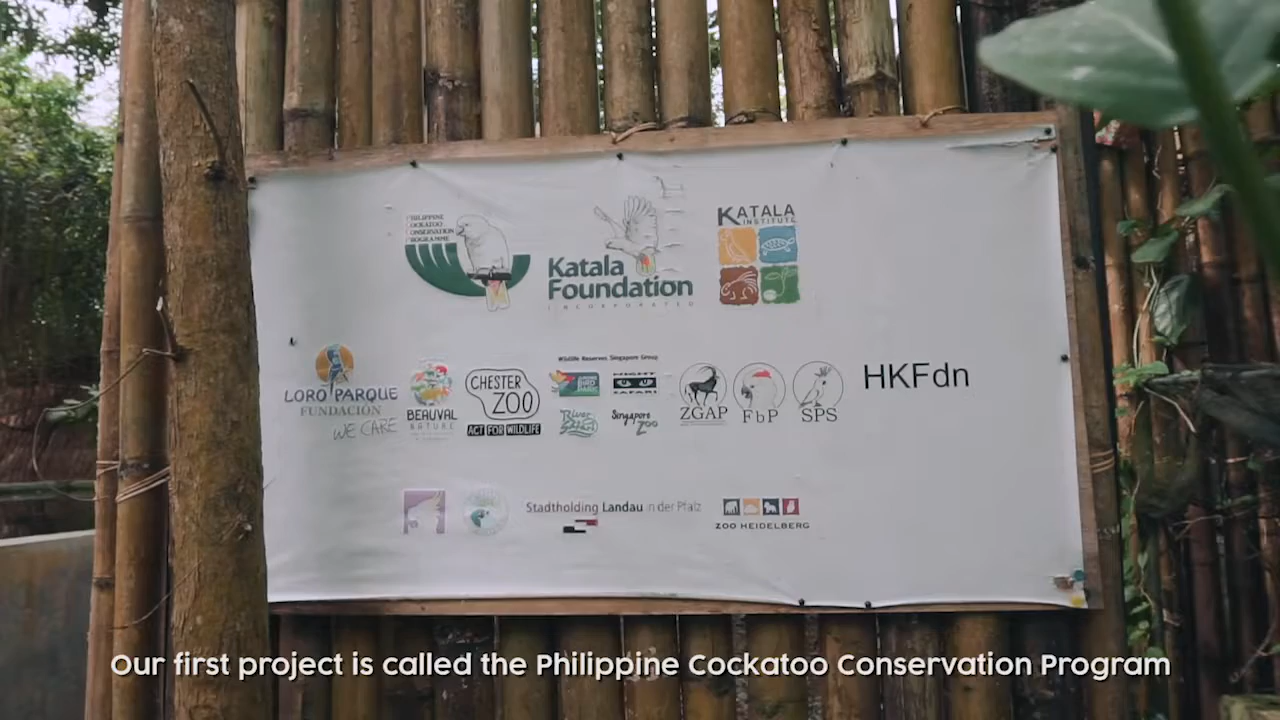 PHILIPPINE
COCKATOO
CONSERVATION
PROGRAMME
Katala
Foundation
INCORPORATED
KATALA
INSTITUTE
LORO PARQUE
FUNDACIÓN
WE CARE
BEAUVAL
NATURE
CHESTER
ZOO
ACT FOR WILDLIFE
Wildlife Reserves Singapore Group
NIGHT
SAFARI
River
Safari
Singapore
Zoo
ZGAP
FbP
SPS
HKFdn
Stadtholding Landau in der Pfalz
ZOO HEIDELBERG
Our first project is called the Philippine Cockatoo Conservation Program